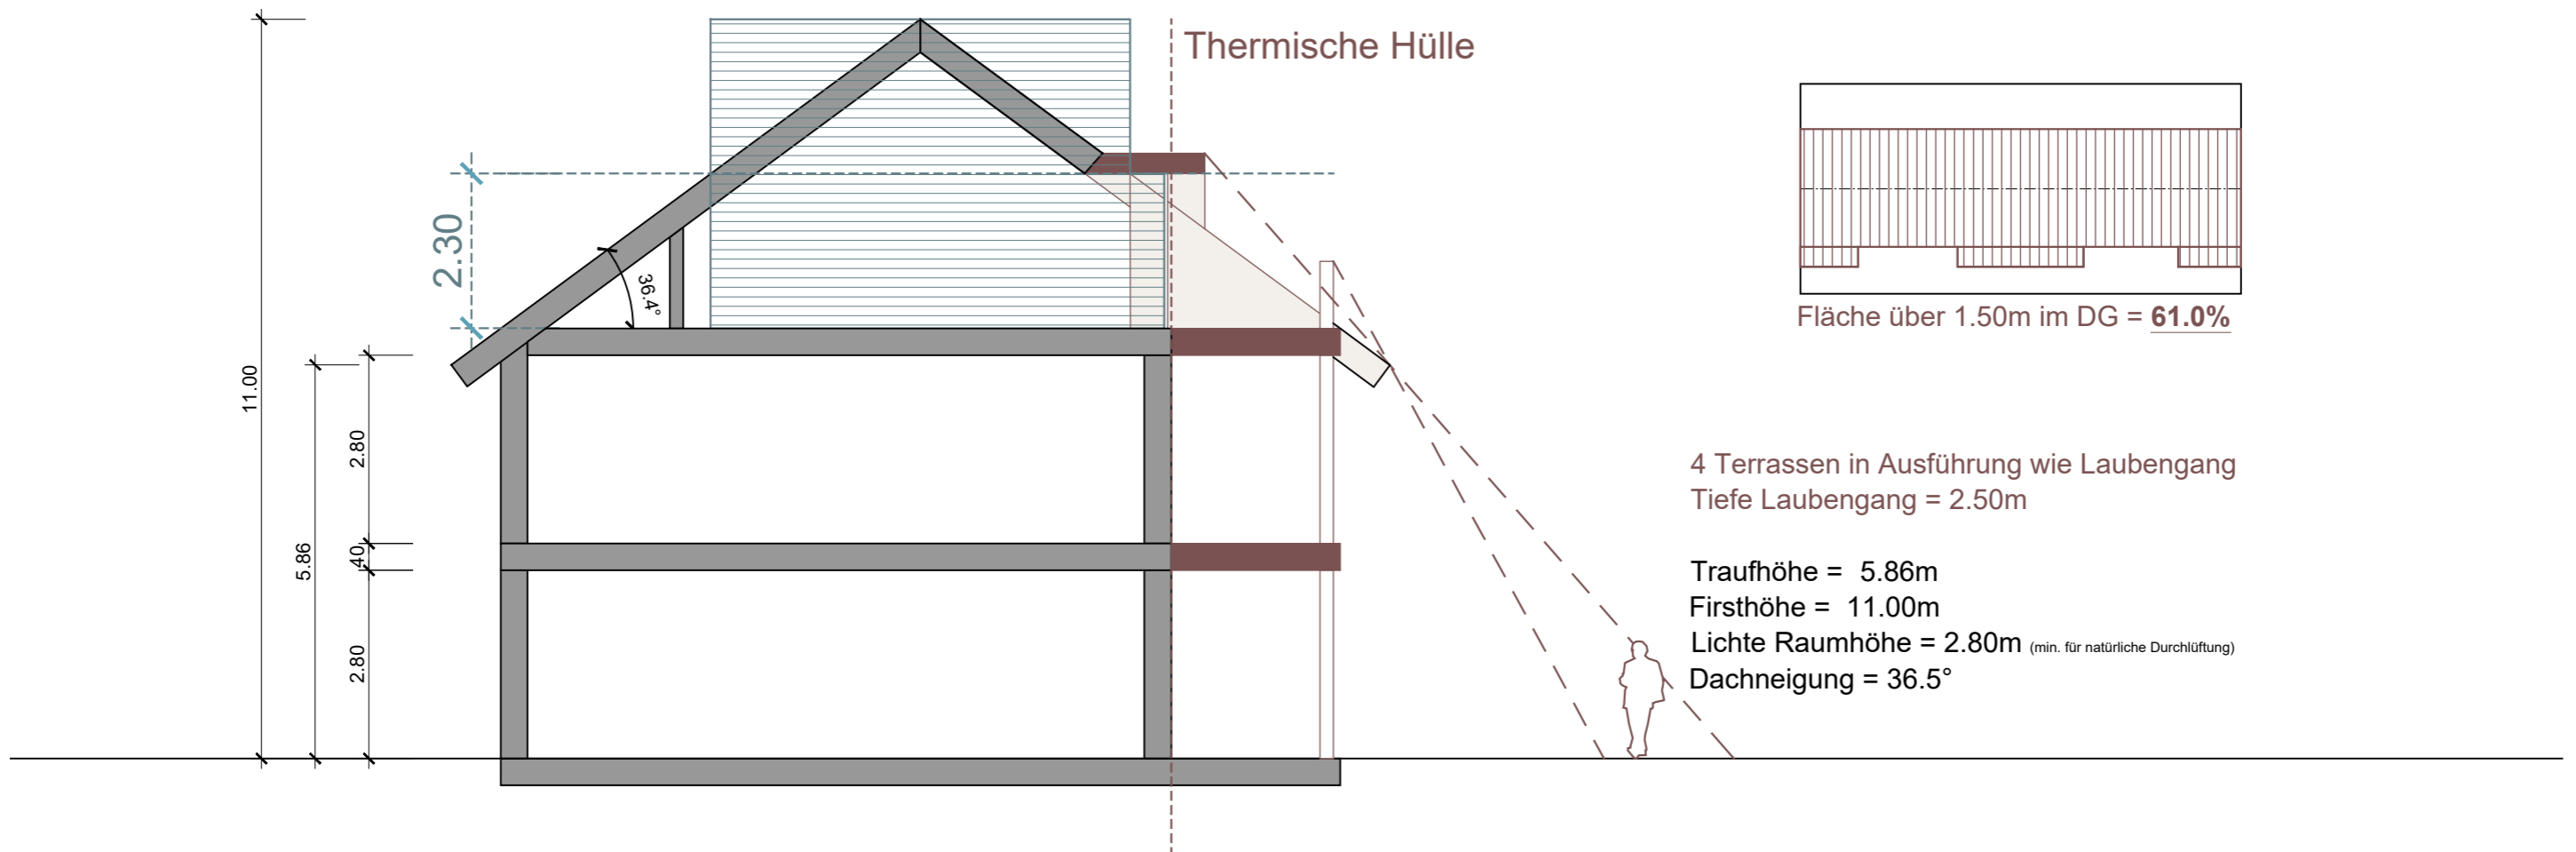 Thermische Hülle
11.00
5.86
2.80
40
2.80
2.30
36.4°
Fläche über 1.50m im DG = 61.0%
4 Terrassen in Ausführung wie Laubengang
Tiefe Laubengang = 2.50m
Traufhöhe = 5.86m
Firsthöhe = 11.00m
Lichte Raumhöhe = 2.80m (min. für natürliche Durchlüftung)
Dachneigung = 36.5°